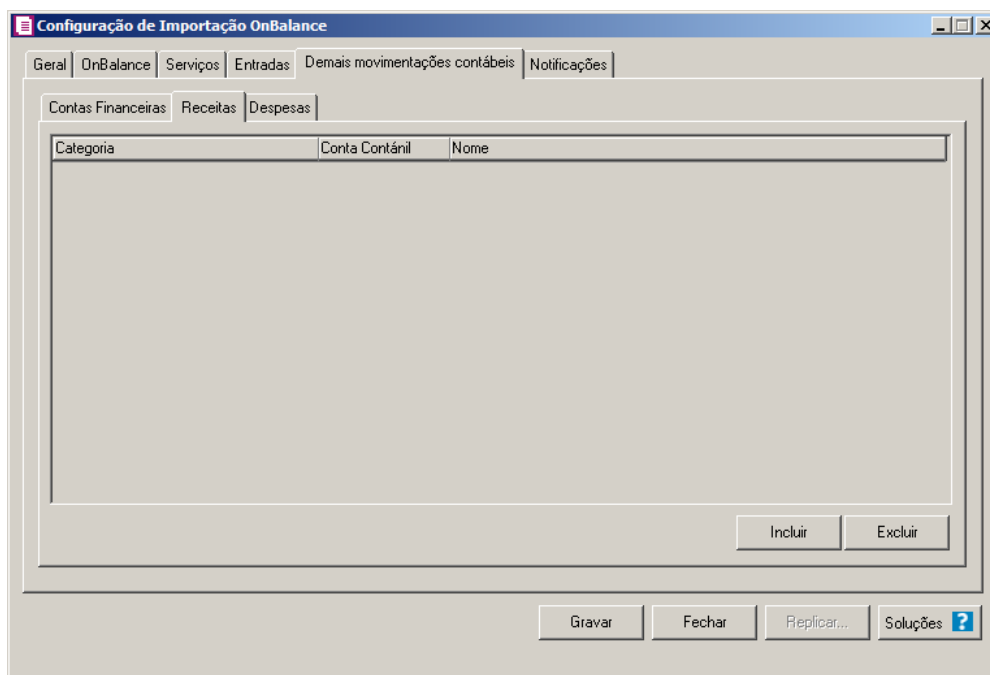 Configuração de Importação OnBalance
Geral OnBalance Serviços Entradas Demais movimentações contábeis Notificações
Contas Financeiras Receitas Despesas
Categoria Conta Contánil Nome
Incluir Excluir
Gravar Fechar Replicar... Soluções ?